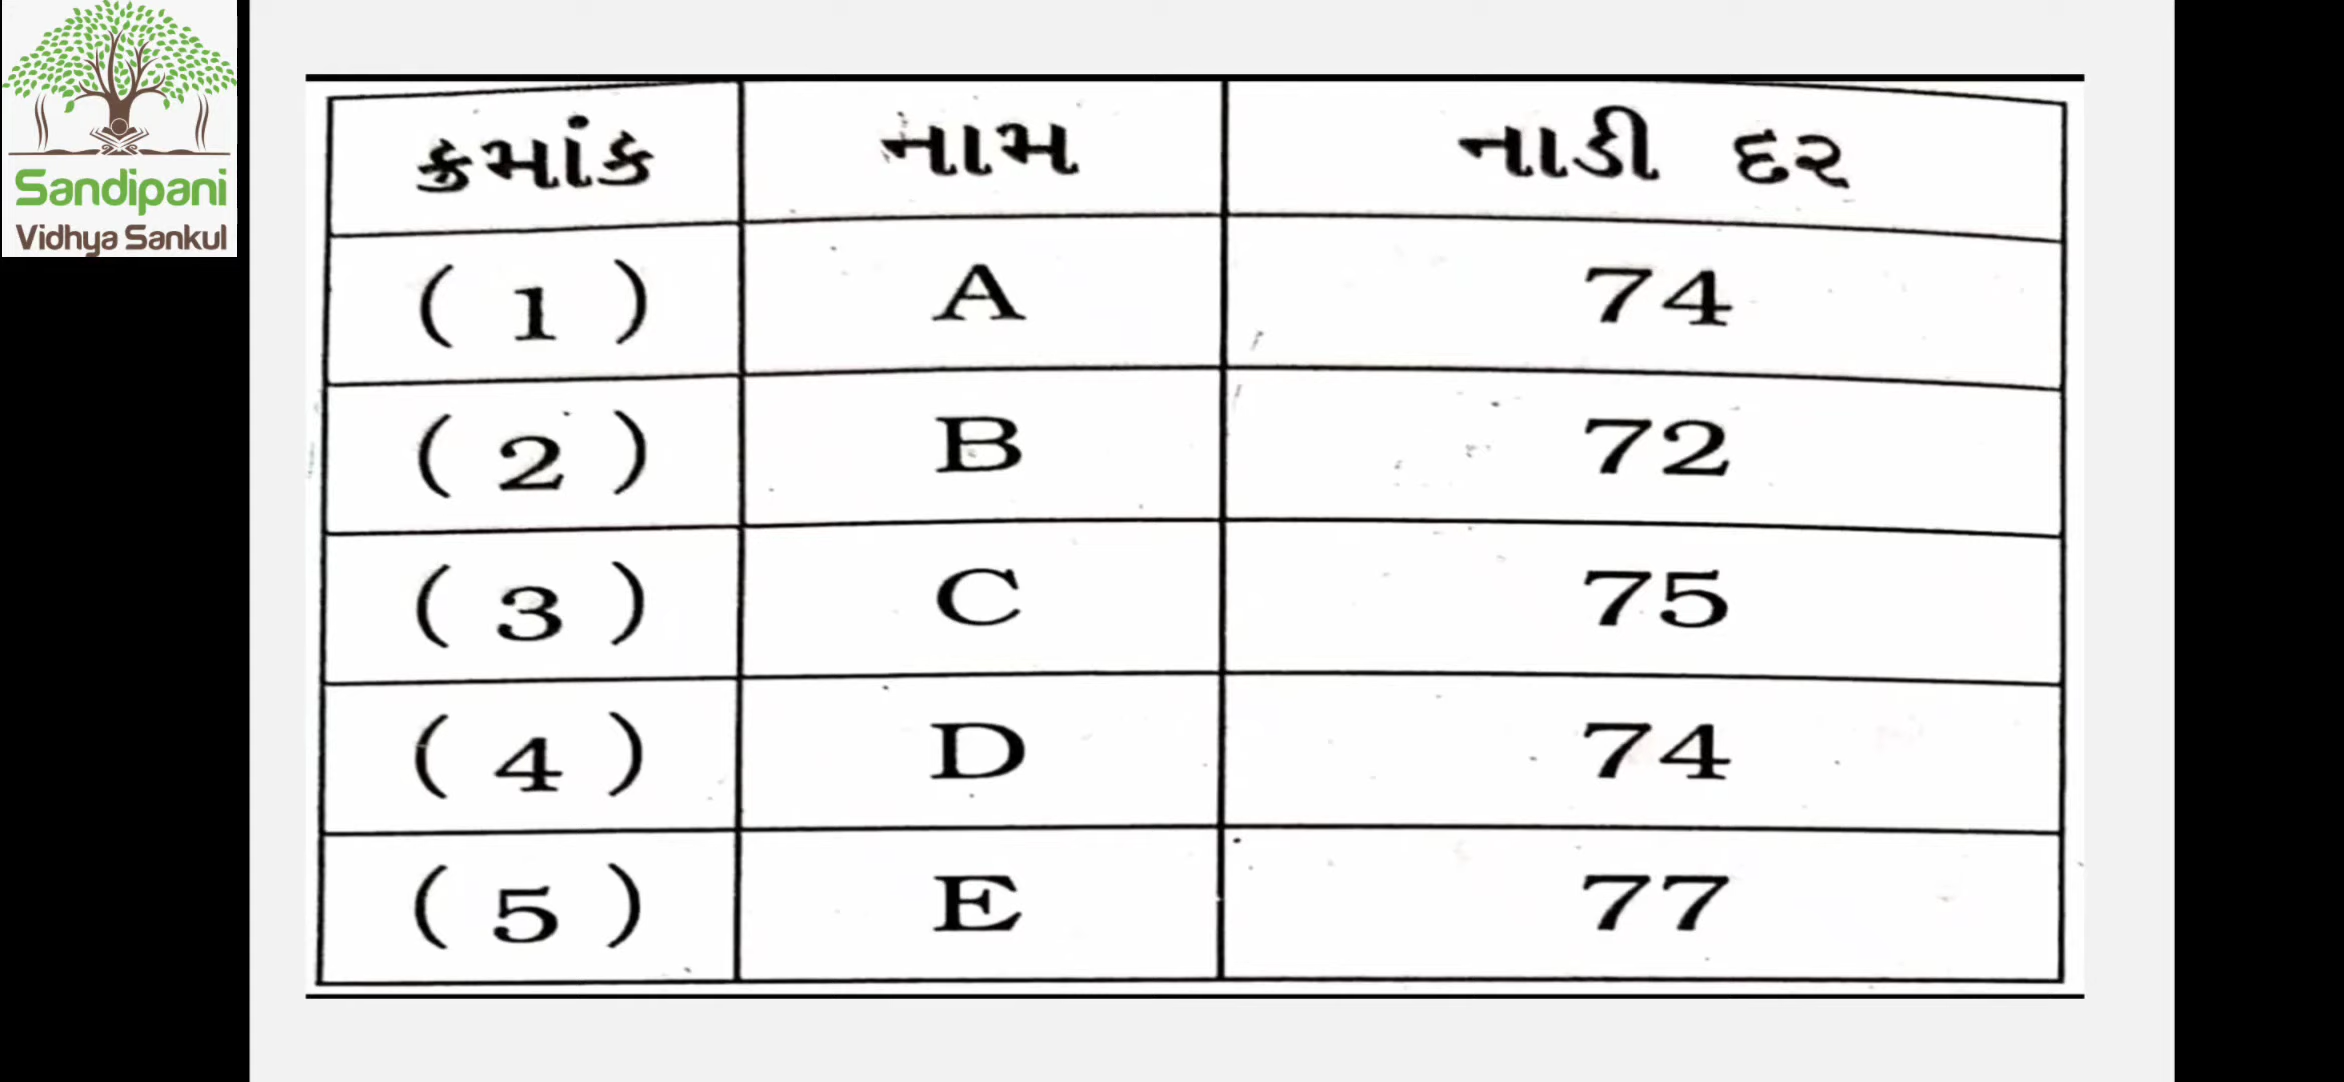 Sandipani
Vidhya Sankul
ક્રમાંક નામ નાડી દર
( 1 ) A 74
( 2 ) B 72
( 3 ) C 75
( 4 ) D 74
( 5 ) E 77